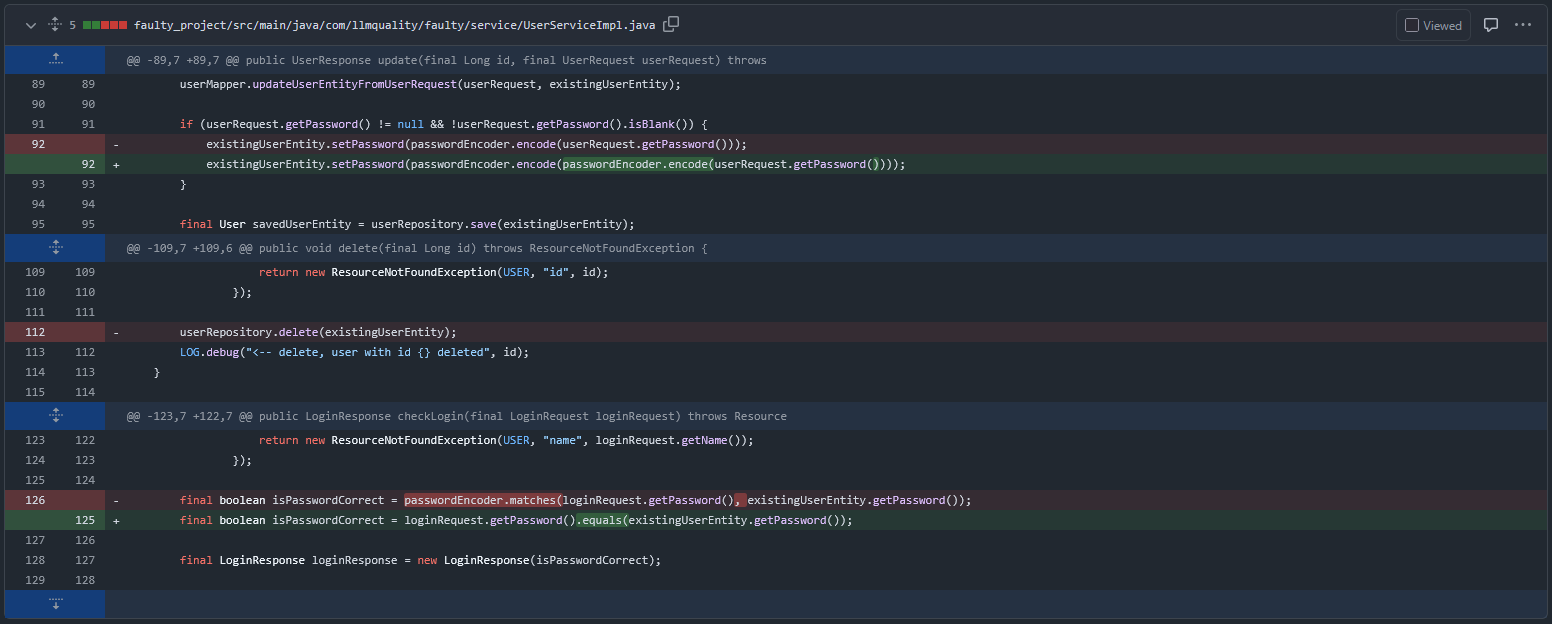 5 faulty_project/src/main/java/com/llmquality/faulty/service/UserServiceImpl.java Viewed
@@ -89,7 +89,7 @@ public UserResponse update(final Long id, final UserRequest userRequest) throws
89 89 userMapper.updateUserEntityFromUserRequest(userRequest, existingUserEntity);
90 90
91 91 if (userRequest.getPassword() != null && !userRequest.getPassword().isBlank()) {
92 - existingUserEntity.setPassword(passwordEncoder.encode(userRequest.getPassword()));
92 + existingUserEntity.setPassword(passwordEncoder.encode(passwordEncoder.encode(userRequest.getPassword())));
93 93 }
94 94
95 95 final User savedUserEntity = userRepository.save(existingUserEntity);
@@ -109,7 +109,6 @@ public void delete(final Long id) throws ResourceNotFoundException {
109 109 return new ResourceNotFoundException(USER, "id", id);
110 110 });
111 111
112 - userRepository.delete(existingUserEntity);
113 112 LOG.debug("<-- delete, user with id {} deleted", id);
114 113 }
115 114
@@ -123,7 +122,7 @@ public LoginResponse checkLogin(final LoginRequest loginRequest) throws Resource
123 122 return new ResourceNotFoundException(USER, "name", loginRequest.getName());
124 123 });
125 124
126 - final boolean isPasswordCorrect = passwordEncoder.matches(loginRequest.getPassword(), existingUserEntity.getPassword());
125 + final boolean isPasswordCorrect = loginRequest.getPassword().equals(existingUserEntity.getPassword());
127 126
128 127 final LoginResponse loginResponse = new LoginResponse(isPasswordCorrect);
129 128